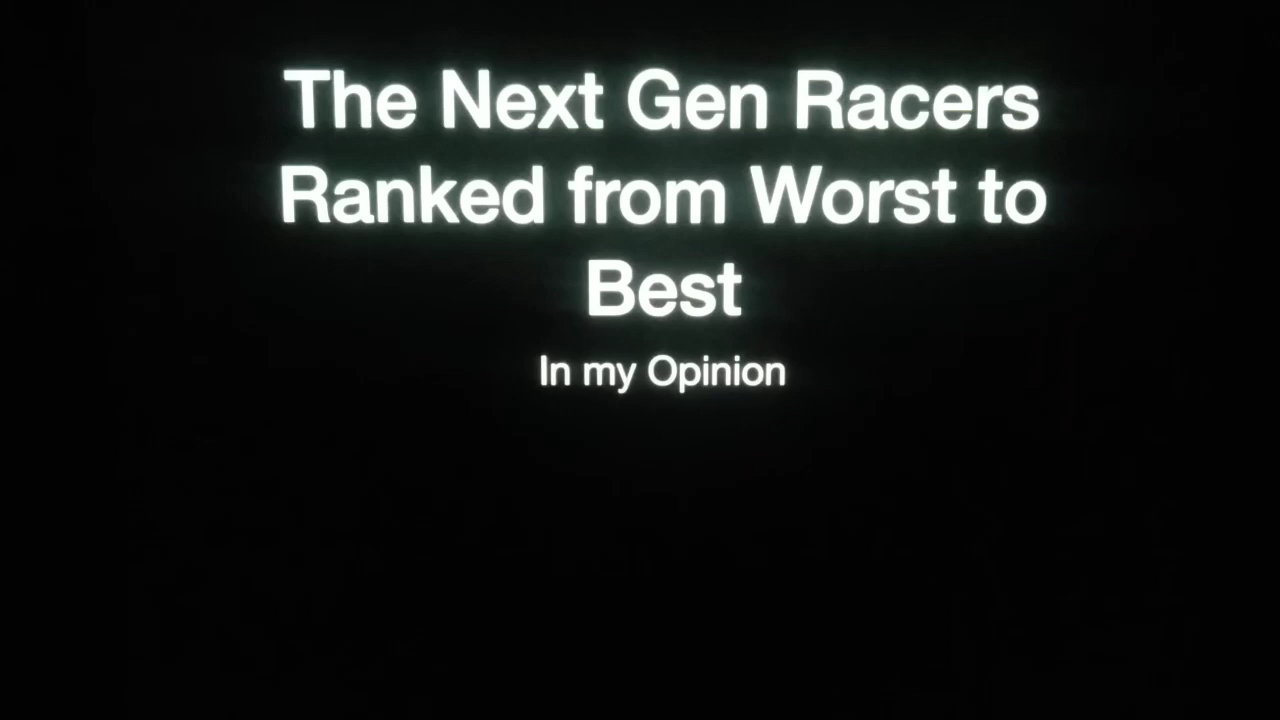 The Next Gen Racers
Ranked from Worst to
Best
In my Opinion